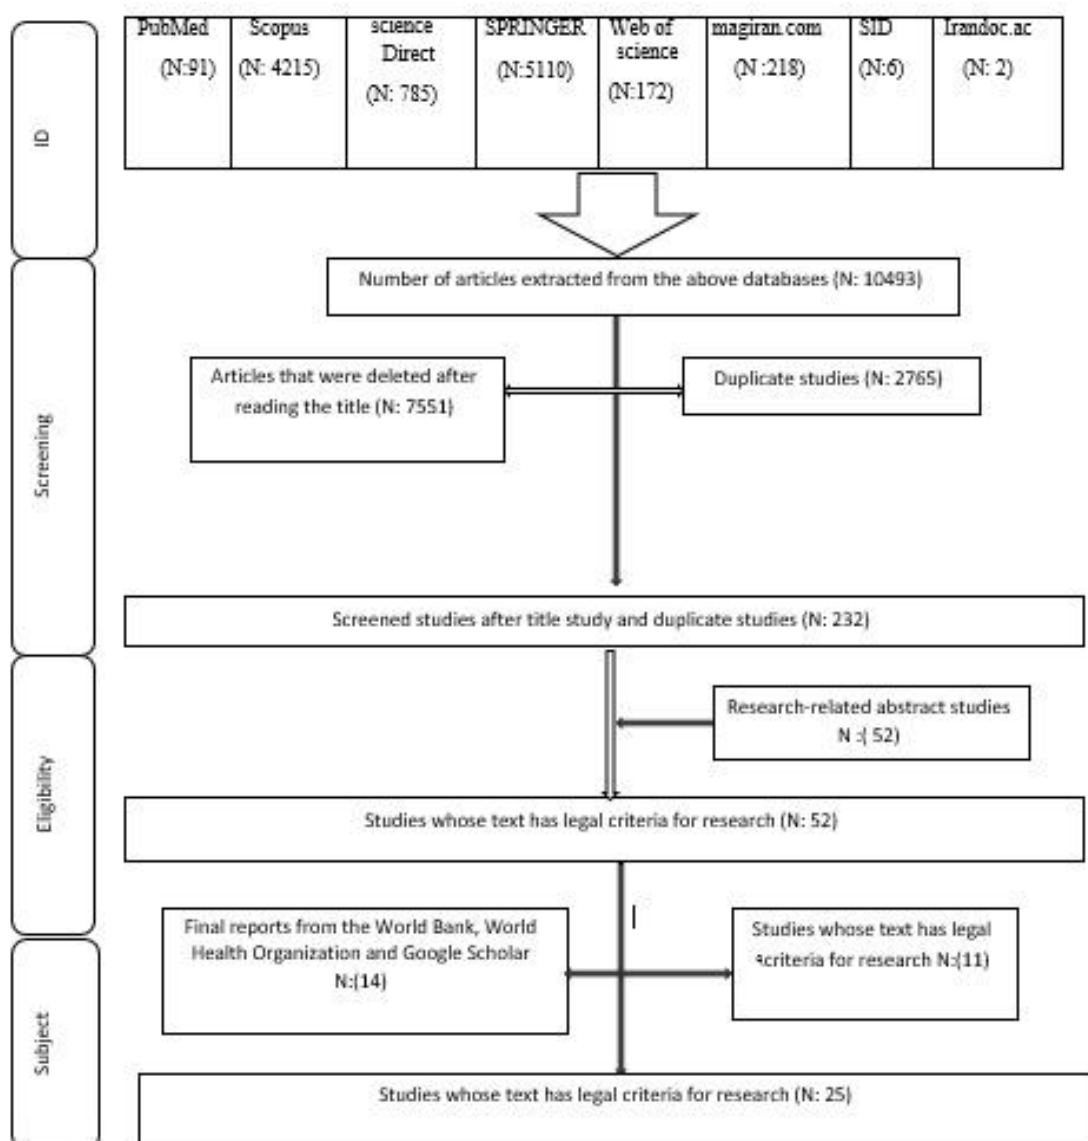 ID
PubMed
(N:91)
Scopus
(N: 4215)
science
Direct
(N: 785)
SPRINGER
(N:5110)
Web of
science
(N:172)
magiran.com
(N :218)
SID
(N:6)
Irandoc.ac
(N: 2)
Number of articles extracted from the above databases (N: 10493)
Screening
Articles that were deleted after
reading the title (N: 7551)
Duplicate studies (N: 2765)
Screened studies after title study and duplicate studies (N: 232)
Eligibility
Research-related abstract studies
N :( 52)
Studies whose text has legal criteria for research (N: 52)
Final reports from the World Bank, World
Health Organization and Google Scholar
N:(14)
Studies whose text has legal
criteria for research N:(11)
Subject
Studies whose text has legal criteria for research (N: 25)